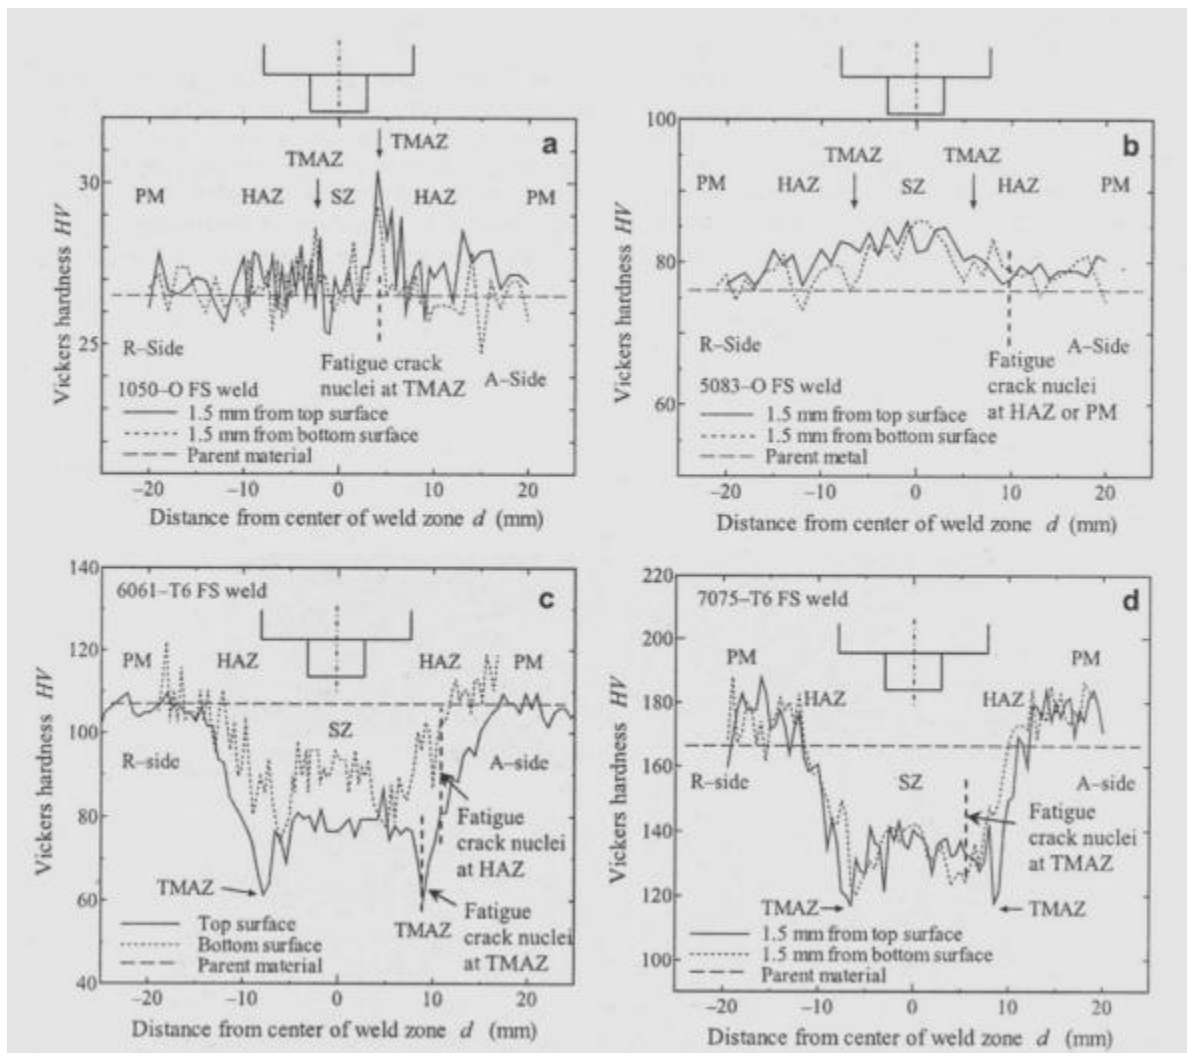 a
TMAZ
TMAZ
30
PM HAZ SZ HAZ PM
Vickers hardness HV
25
R–Side
Fatigue crack
nuclei at TMAZ
A–Side
1050–O FS weld
1.5 mm from top surface
1.5 mm from bottom surface
Parent material
–20 –10 0 10 20
Distance from center of weld zone d (mm)
100
b
TMAZ TMAZ
PM HAZ SZ HAZ PM
80
Vickers hardness HV
R–Side
A–Side
Fatigue
crack nuclei
at HAZ or PM
5083–O FS weld
60
1.5 mm from top surface
1.5 mm from bottom surface
Parent metal
–20 –10 0 10 20
Distance from center of weld zone d (mm)
140
6061–T6 FS weld
c
120
PM HAZ HAZ PM
100
SZ
Vickers hardness HV
R–side
A–side
80
Fatigue
crack nuclei
at HAZ
TMAZ
60
TMAZ
Fatigue
crack nuclei
at TMAZ
Top surface
Bottom surface
Parent material
40
–20 –10 0 10 20
Distance from center of weld zone d (mm)
220
7075–T6 FS weld
d
200
PM PM
180
HAZ HAZ
Vickers hardness HV
160
R–side
SZ
A–side
140
Fatigue
crack nuclei
at TMAZ
120
TMAZ
TMAZ
1.5 mm from top surface
1.5 mm from bottom surface
Parent material
100
–20 –10 0 10 20
Distance from center of weld zone d (mm)